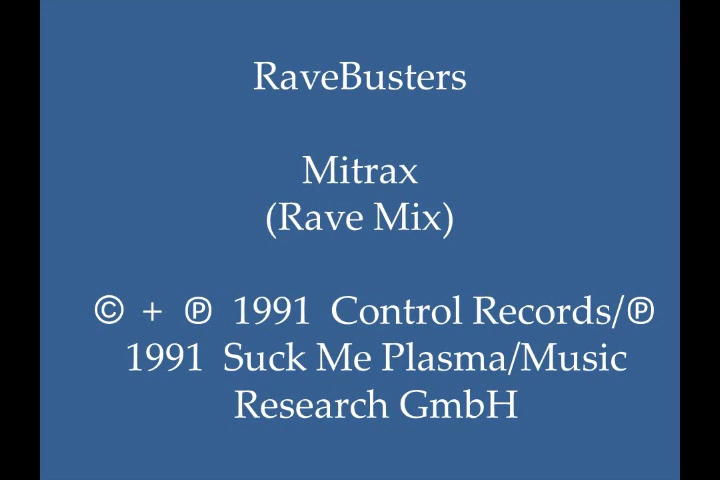 RaveBusters
Mitrax
(Rave Mix)
© + ℗ 1991 Control Records/℗
1991 Suck Me Plasma/Music
Research GmbH